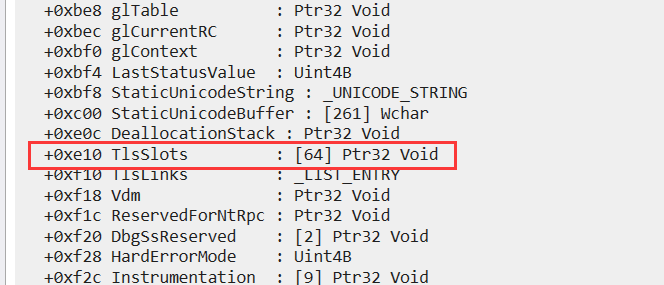 +0xbe8 glTable : Ptr32 Void
+0xbec glCurrentRC : Ptr32 Void
+0xbf0 glContext : Ptr32 Void
+0xbf4 LastStatusValue : Uint4B
+0xbf8 StaticUnicodeString : _UNICODE_STRING
+0xc00 StaticUnicodeBuffer : [261] Wchar
+0xe0c DeallocationStack : Ptr32 Void
+0xe10 TlsSlots : [64] Ptr32 Void
+0xf10 TlsLinks : _LIST_ENTRY
+0xf18 Vdm : Ptr32 Void
+0xf1c ReservedForNtRpc : Ptr32 Void
+0xf20 DbgSsReserved : [2] Ptr32 Void
+0xf28 HardErrorMode : Uint4B
+0xf2c Instrumentation : [9] Ptr32 Void